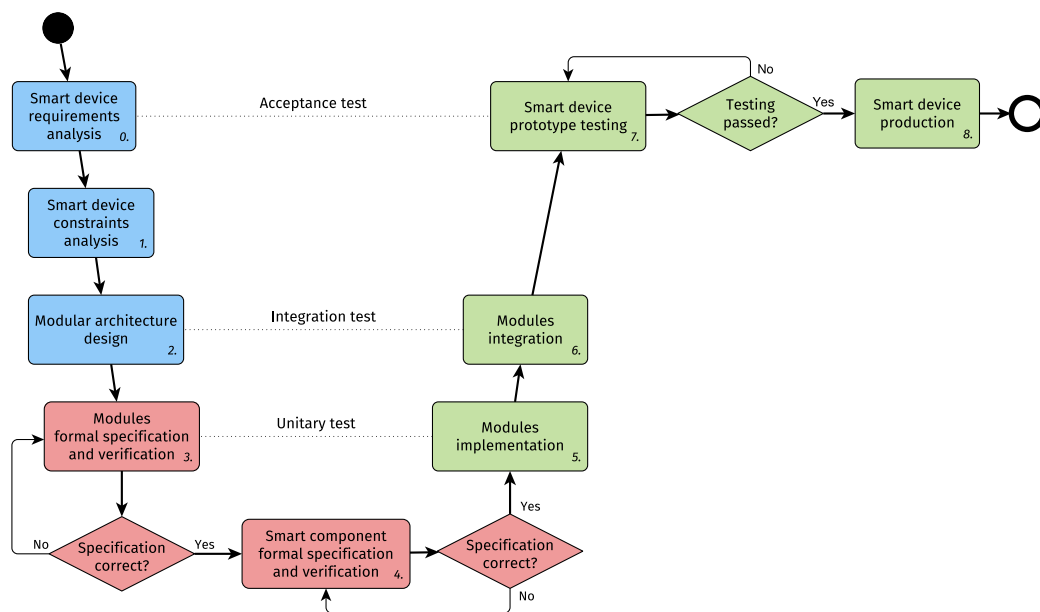 Smart device
requirements
analysis
0.
Acceptance test
Smart device
prototype testing
7.
No
Testing
passed?
Yes
Smart device
production
8.
Smart device
constraints
analysis
1.
Modular architecture
design
2.
Integration test
Modules
integration
6.
Modules
formal specification
and verification
3.
Unitary test
Modules
implementation
5.
No
Specification
correct?
Yes
Smart component
formal specification
and verification
4.
Yes
Specification
correct?
No